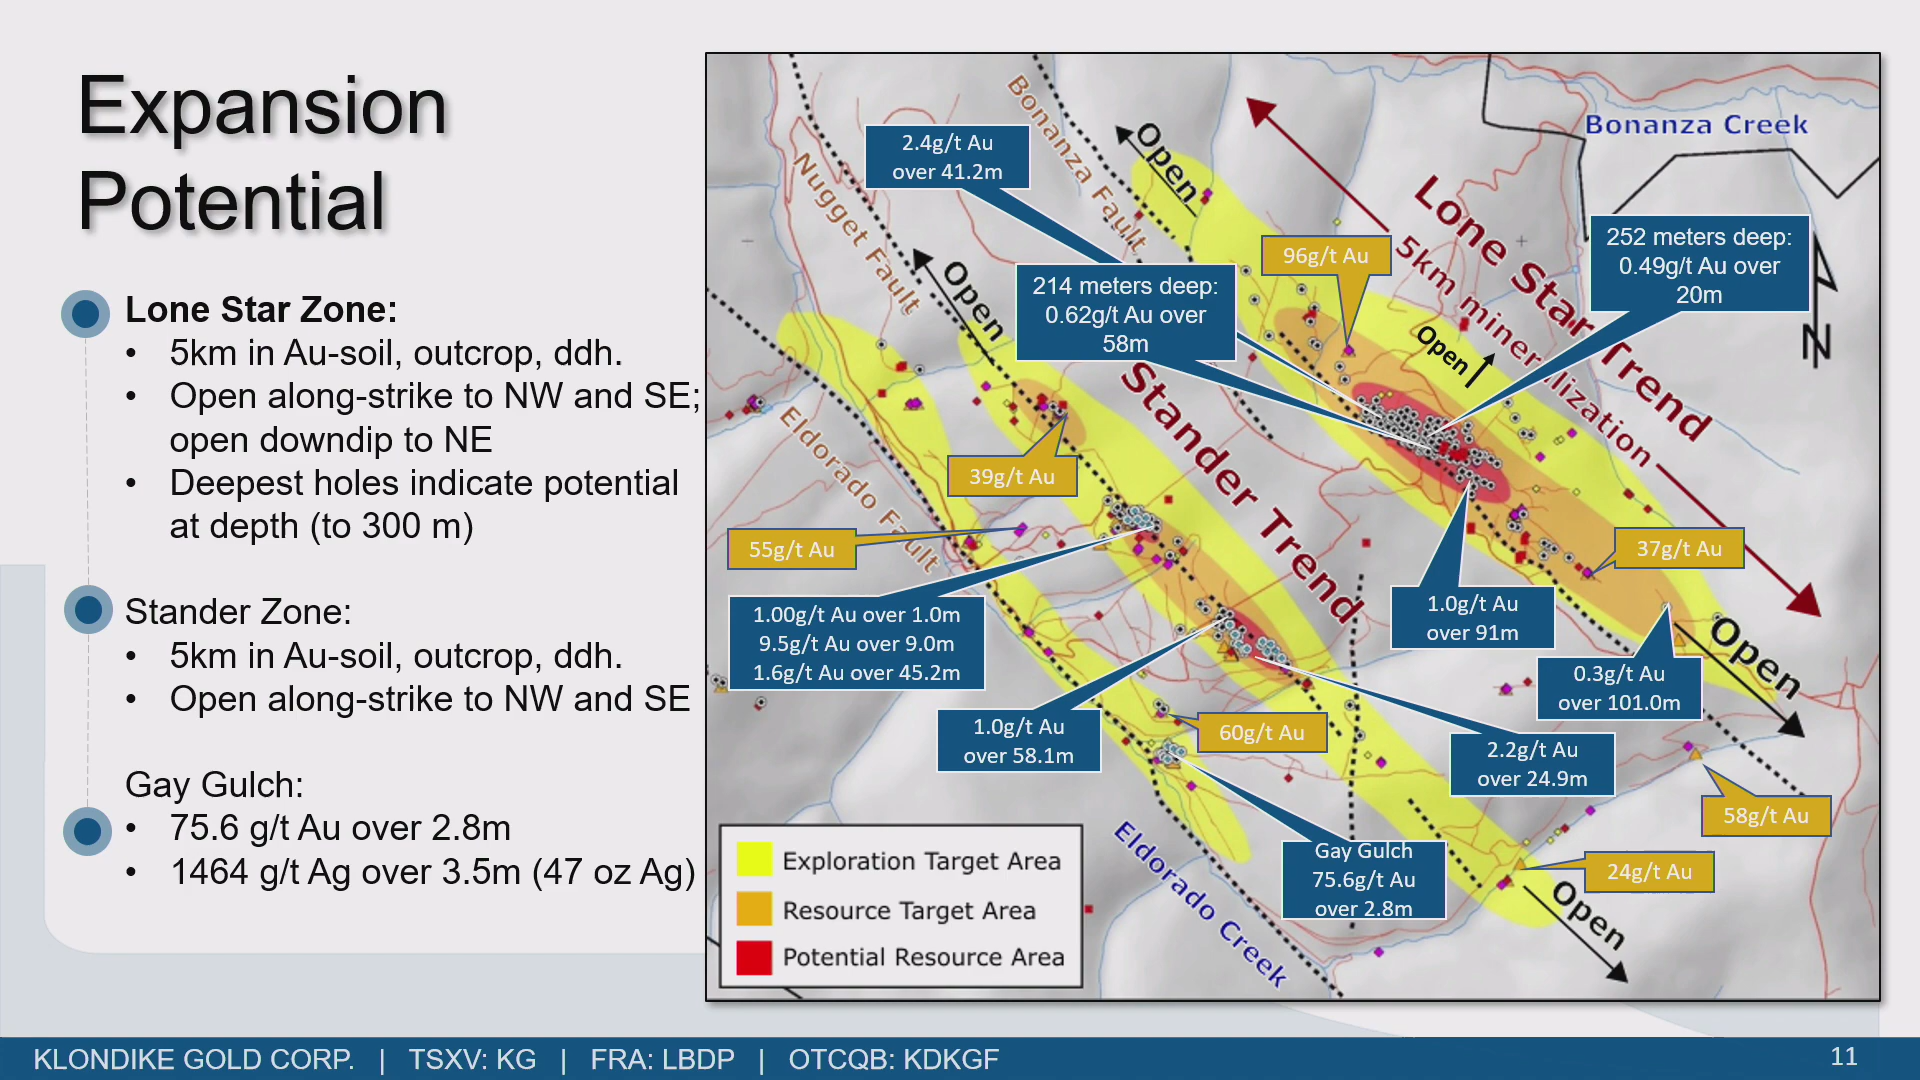 Expansion
Potential
Lone Star Zone:
• 5km in Au-soil, outcrop, ddh.
• Open along-strike to NW and SE;
open downdip to NE
• Deepest holes indicate potential
at depth (to 300 m)
Stander Zone:
• 5km in Au-soil, outcrop, ddh.
• Open along-strike to NW and SE
Gay Gulch:
• 75.6 g/t Au over 2.8m
• 1464 g/t Ag over 3.5m (47 oz Ag)
Bonanza Creek
Bonanza Fault
Nugget Fault
Eldorado Fault
Eldorado Creek
Lone Star Trend
5km mineralization
Stander Trend
Open
Open
Open
Open
Open
N
2.4g/t Au
over 41.2m
214 meters deep:
0.62g/t Au over
58m
96g/t Au
252 meters deep:
0.49g/t Au over
20m
39g/t Au
55g/t Au
37g/t Au
1.00g/t Au over 1.0m
9.5g/t Au over 9.0m
1.6g/t Au over 45.2m
1.0g/t Au
over 91m
0.3g/t Au
over 101.0m
1.0g/t Au
over 58.1m
60g/t Au
2.2g/t Au
over 24.9m
58g/t Au
Gay Gulch
75.6g/t Au
over 2.8m
24g/t Au
Exploration Target Area
Resource Target Area
Potential Resource Area
KLONDIKE GOLD CORP. | TSXV: KG | FRA: LBDP | OTCQB: KDKGF
11